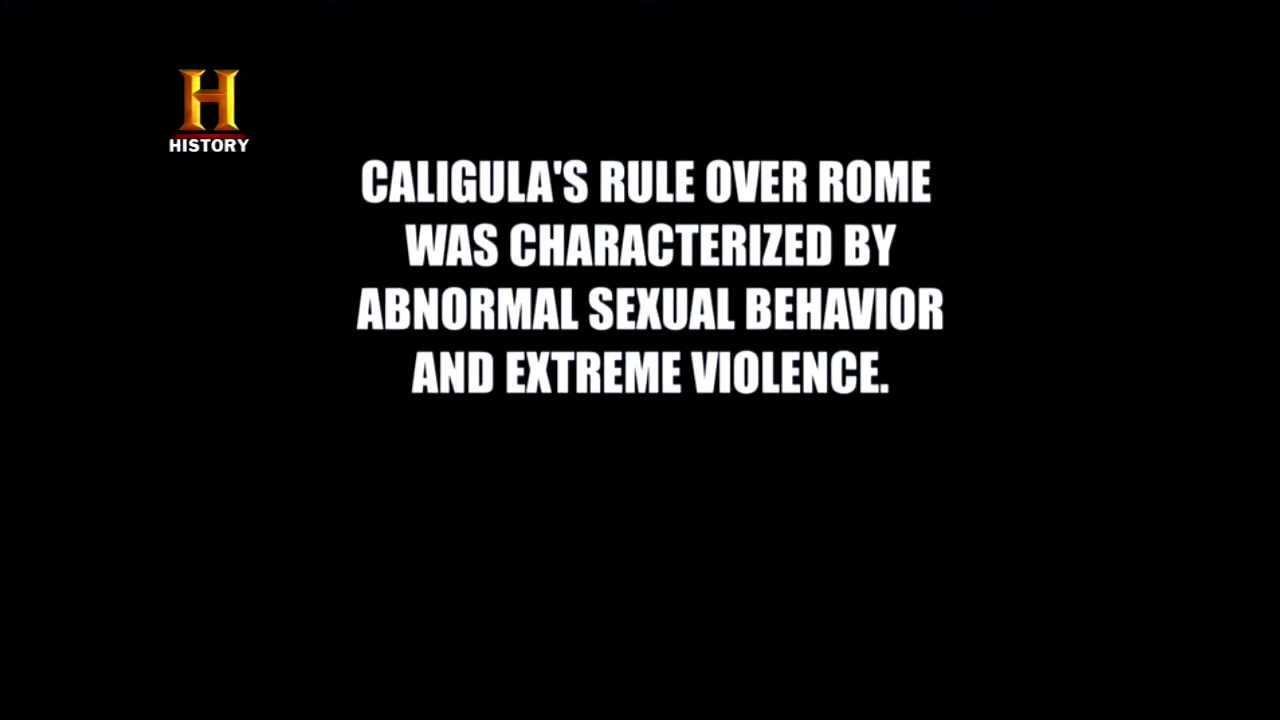 H
HISTORY
CALIGULA'S RULE OVER ROME
WAS CHARACTERIZED BY
ABNORMAL SEXUAL BEHAVIOR
AND EXTREME VIOLENCE.